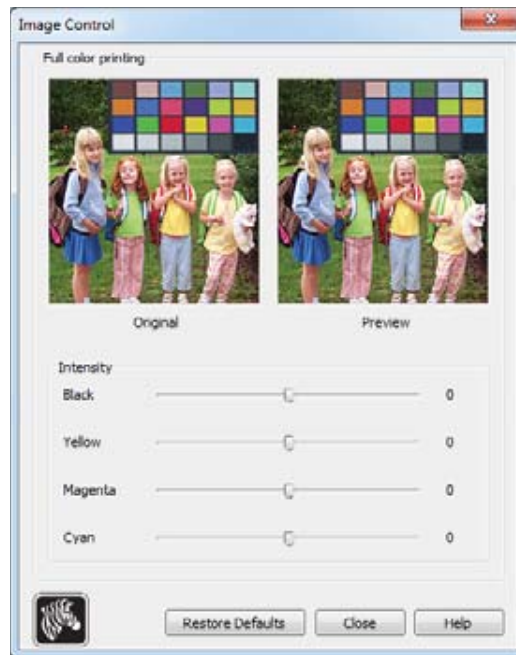 Image Control
Full color printing
Original
Preview
Intensity
Black 0
Yellow 0
Magenta 0
Cyan 0
Restore Defaults Close Help